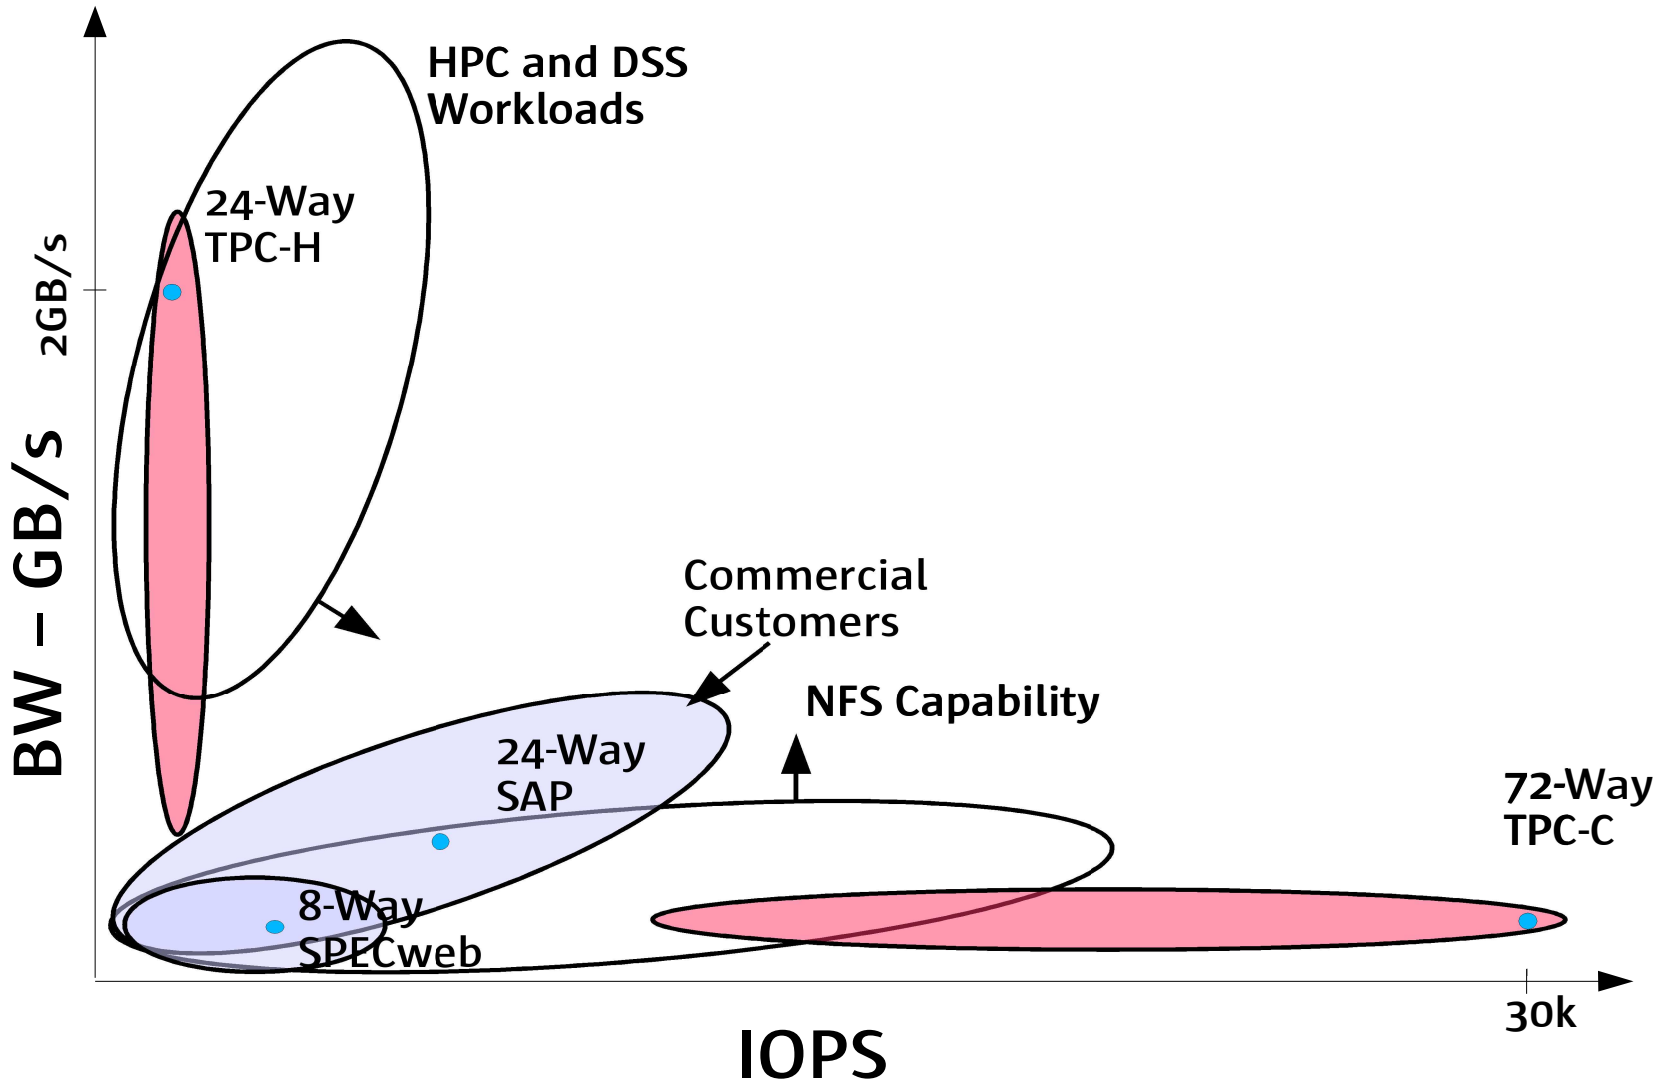 HPC and DSS
Workloads
24-Way
TPC-H
2GB/s
BW – GB/s
Commercial
Customers
NFS Capability
24-Way
SAP
72-Way
TPC-C
8-Way
SPECweb
30k
IOPS